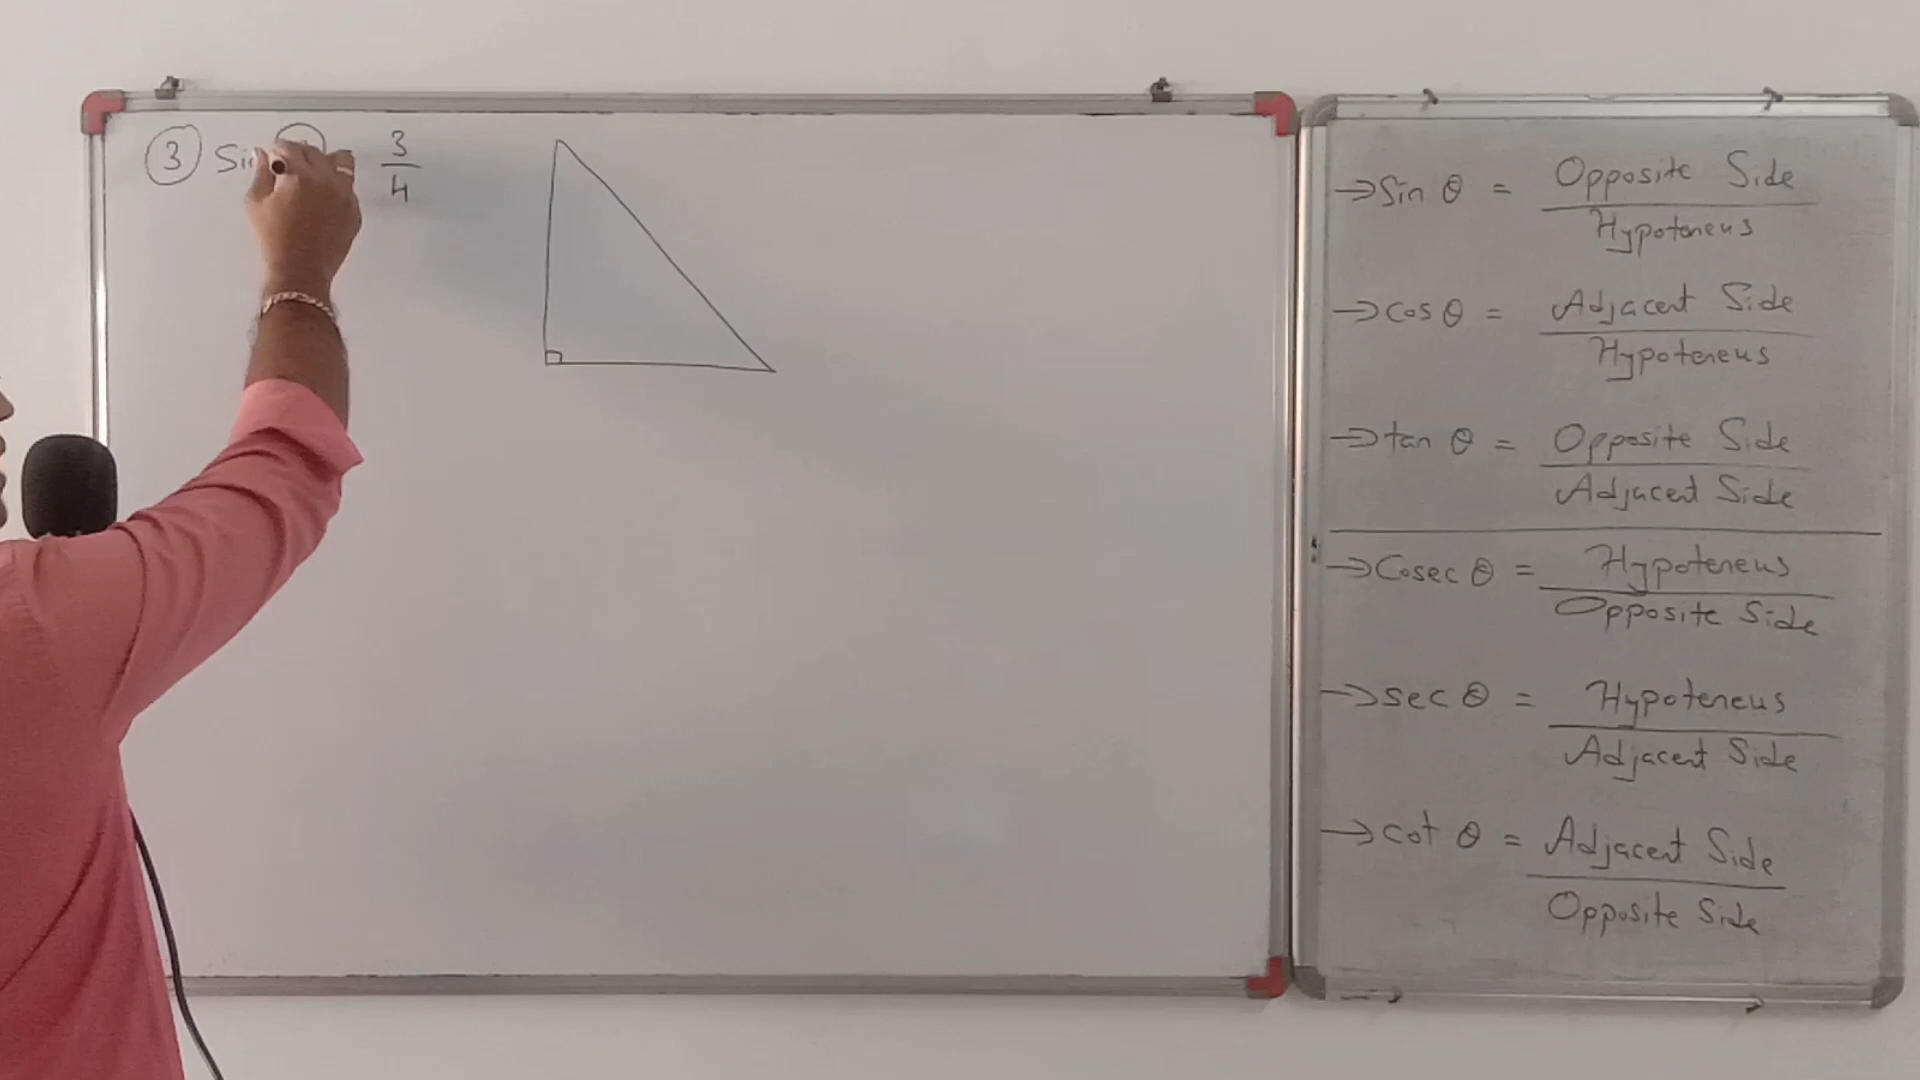 ③ Sin = 3/4
→ Sin θ = Opposite Side / Hypoteneus
→ cos θ = Adjacent Side / Hypoteneus
→ tan θ = Opposite Side / Adjacent Side
→ Cosec θ = Hypoteneus / Opposite Side
→ sec θ = Hypoteneus / Adjacent Side
→ cot θ = Adjacent Side / Opposite Side